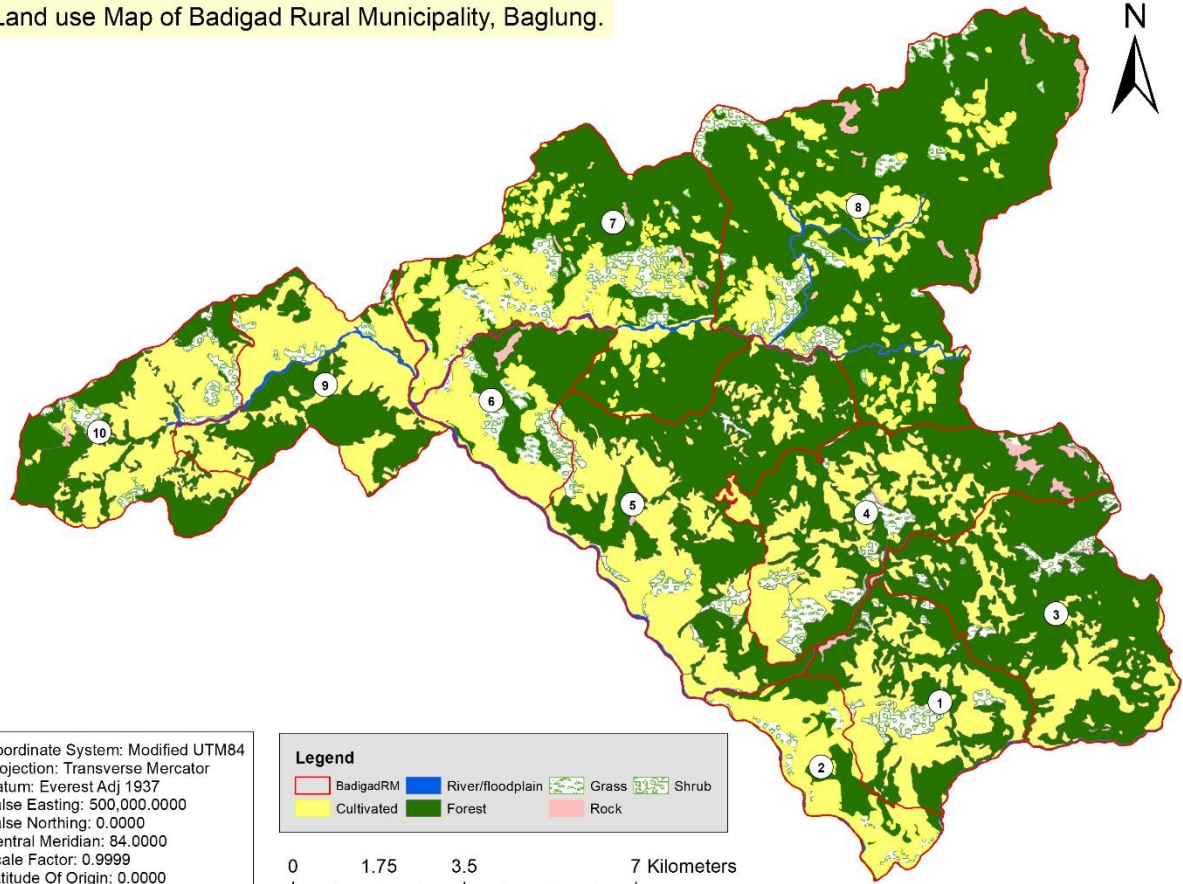 Land use Map of Badigad Rural Municipality, Baglung.
N
8
7
9
6
10
5
4
3
1
2
oordinate System: Modified UTM84
ojection: Transverse Mercator
atum: Everest Adj 1937
alse Easting: 500,000.0000
alse Northing: 0.0000
entral Meridian: 84.0000
cale Factor: 0.9999
atitude Of Origin: 0.0000
Legend
BadigadRM River/floodplain Grass Shrub
Cultivated Forest Rock
0 1.75 3.5 7 Kilometers